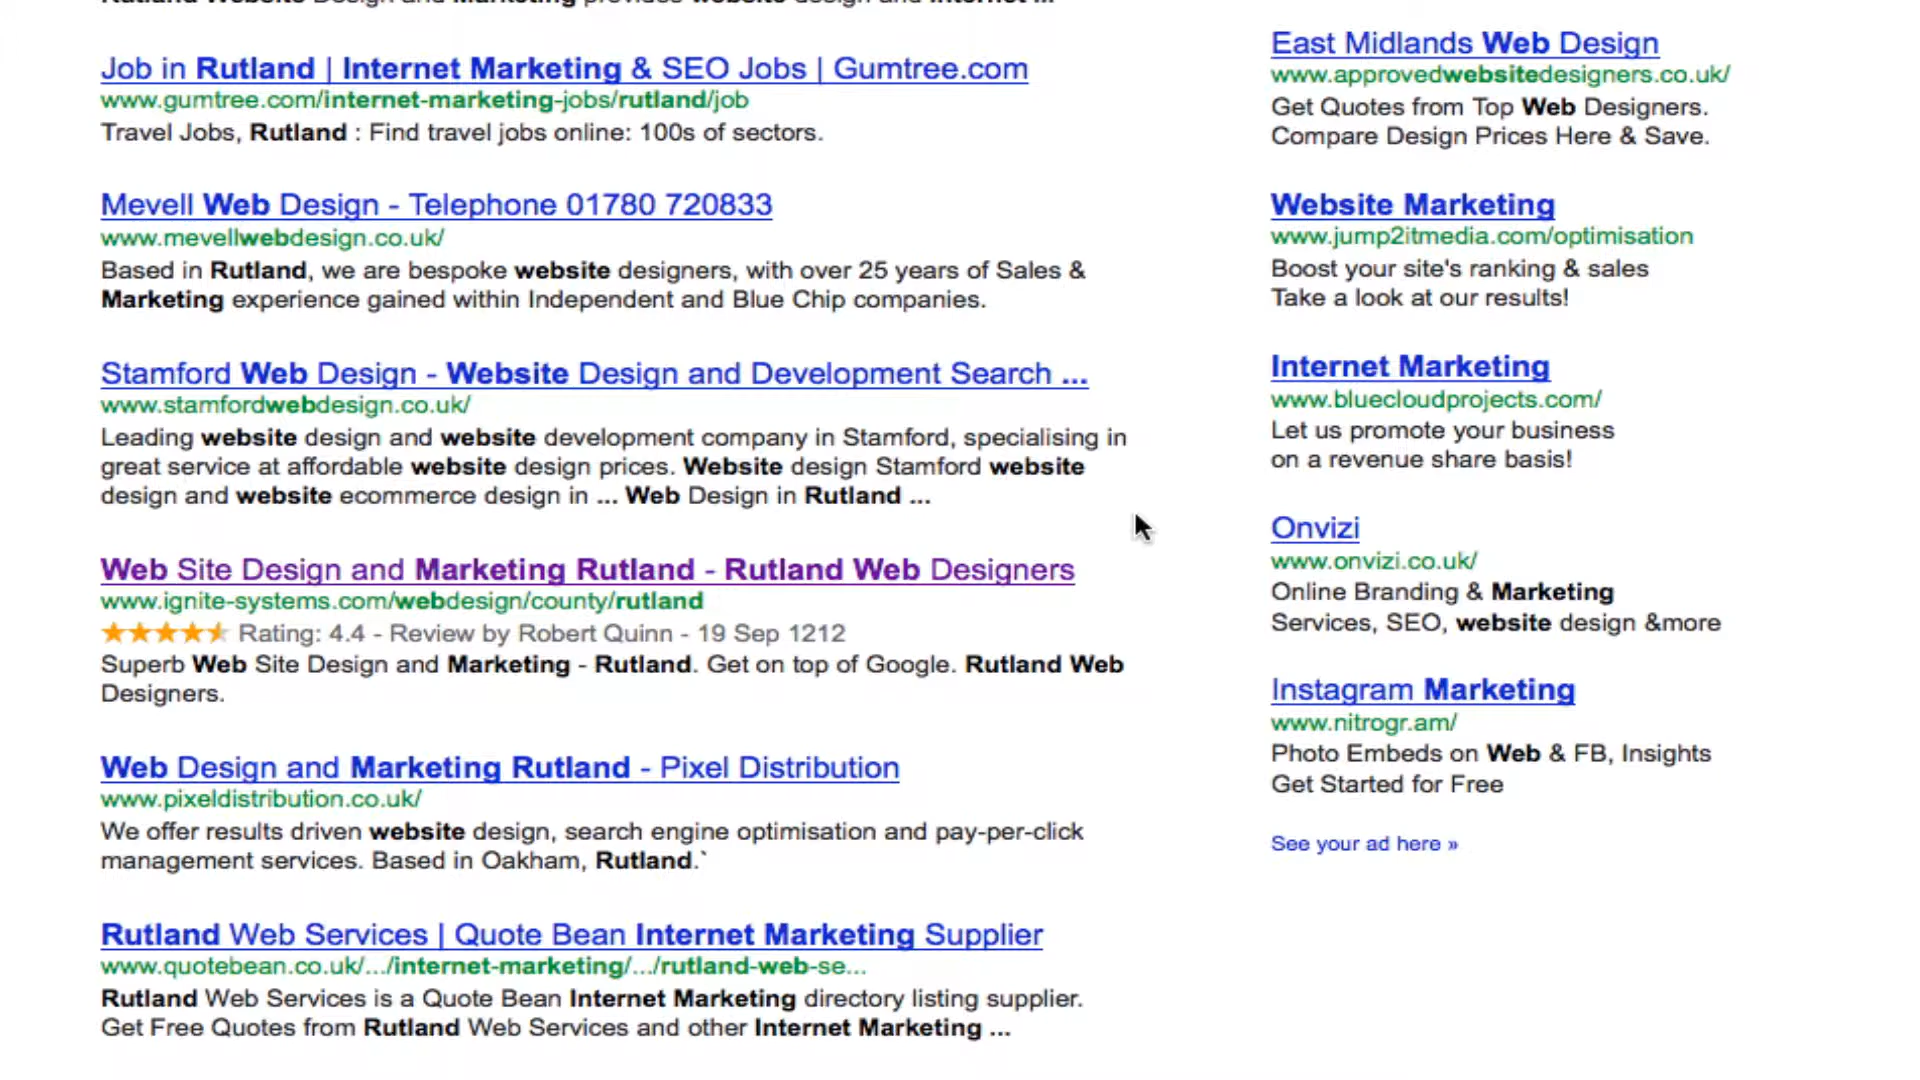 Rutland Website Design and Marketing provides website design and internet ...
Job in Rutland | Internet Marketing & SEO Jobs | Gumtree.com
www.gumtree.com/internet-marketing-jobs/rutland/job
Travel Jobs, Rutland : Find travel jobs online: 100s of sectors.
Mevell Web Design - Telephone 01780 720833
www.mevellwebdesign.co.uk/
Based in Rutland, we are bespoke website designers, with over 25 years of Sales &
Marketing experience gained within Independent and Blue Chip companies.
Stamford Web Design - Website Design and Development Search ...
www.stamfordwebdesign.co.uk/
Leading website design and website development company in Stamford, specialising in
great service at affordable website design prices. Website design Stamford website
design and website ecommerce design in ... Web Design in Rutland ...
Web Site Design and Marketing Rutland - Rutland Web Designers
www.ignite-systems.com/webdesign/county/rutland
Rating: 4.4 - Review by Robert Quinn - 19 Sep 1212
Superb Web Site Design and Marketing - Rutland. Get on top of Google. Rutland Web
Designers.
Web Design and Marketing Rutland - Pixel Distribution
www.pixeldistribution.co.uk/
We offer results driven website design, search engine optimisation and pay-per-click
management services. Based in Oakham, Rutland.`
Rutland Web Services | Quote Bean Internet Marketing Supplier
www.quotebean.co.uk/.../internet-marketing/.../rutland-web-se...
Rutland Web Services is a Quote Bean Internet Marketing directory listing supplier.
Get Free Quotes from Rutland Web Services and other Internet Marketing ...
East Midlands Web Design
www.approvedwebsitedesigners.co.uk/
Get Quotes from Top Web Designers.
Compare Design Prices Here & Save.
Website Marketing
www.jump2itmedia.com/optimisation
Boost your site's ranking & sales
Take a look at our results!
Internet Marketing
www.bluecloudprojects.com/
Let us promote your business
on a revenue share basis!
Onvizi
www.onvizi.co.uk/
Online Branding & Marketing
Services, SEO, website design &more
Instagram Marketing
www.nitrogr.am/
Photo Embeds on Web & FB, Insights
Get Started for Free
See your ad here »